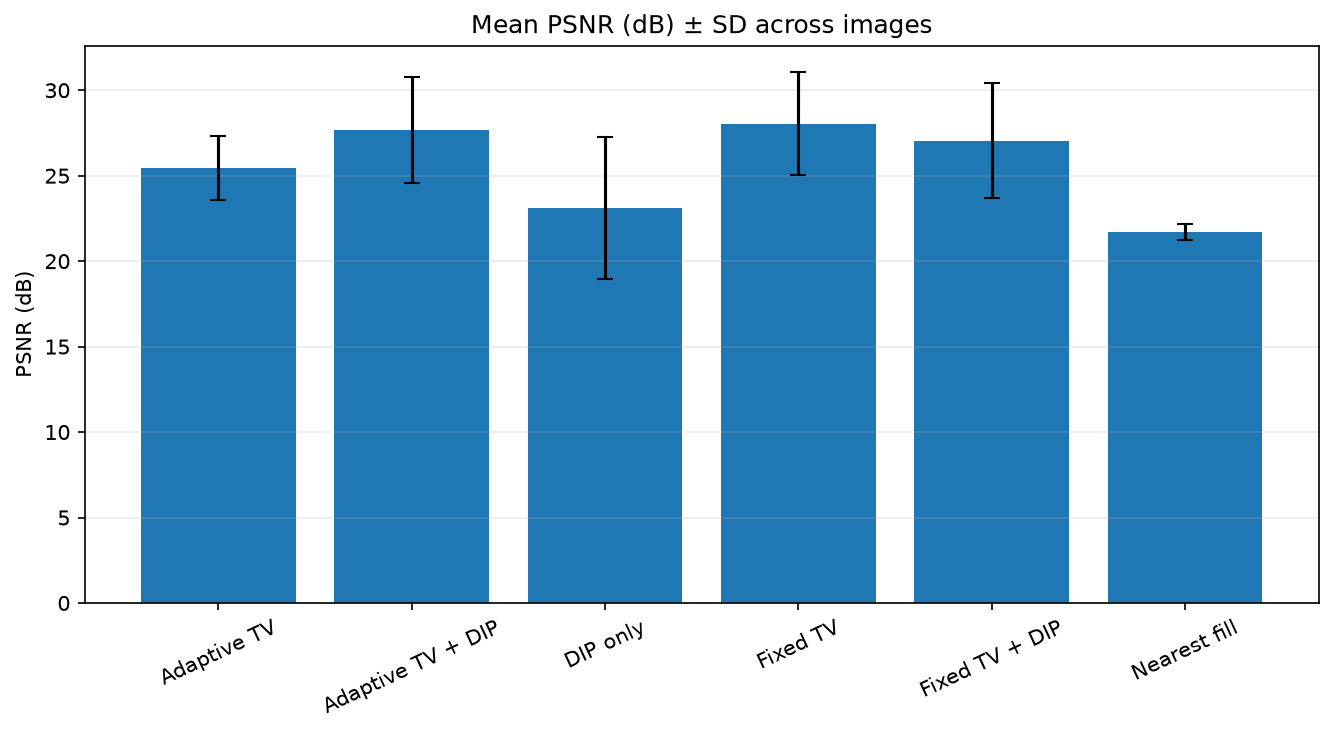 Mean PSNR (dB) ± SD across images
PSNR (dB)
30
25
20
15
10
5
0
Adaptive TV
Adaptive TV + DIP
DIP only
Fixed TV
Fixed TV + DIP
Nearest fill